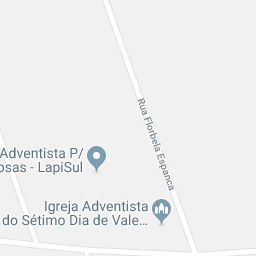 Rua Florbela Espanca
Adventista P/
osas - LapiSul
Igreja Adventista
do Sétimo Dia de Vale...